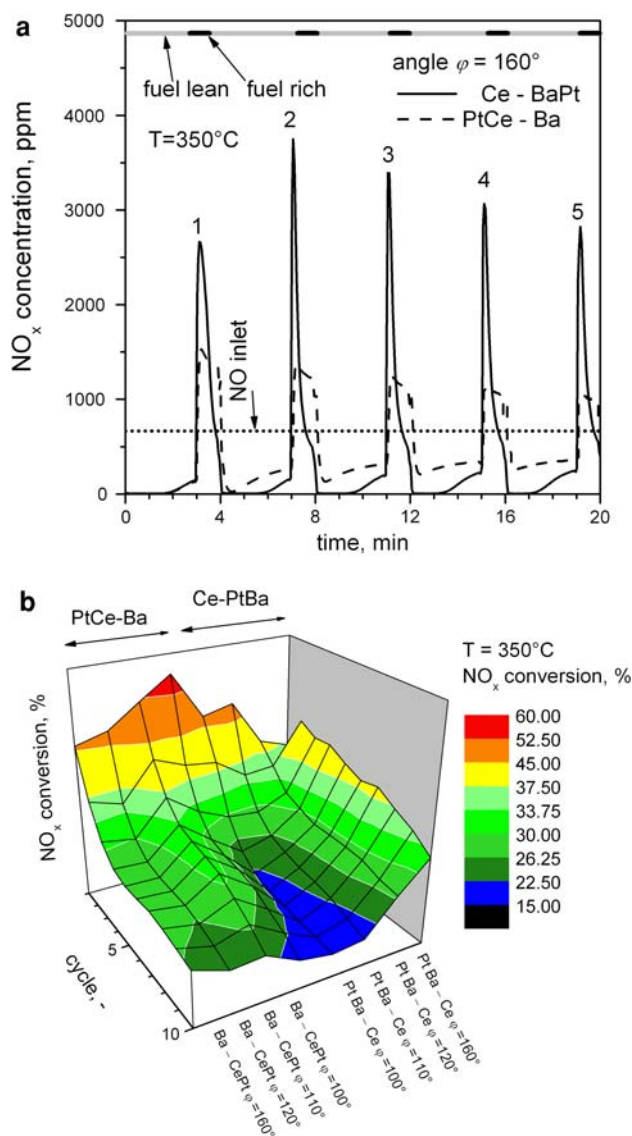 a
5000
4000
3000
2000
1000
0
NOx concentration, ppm
fuel lean
fuel rich
angle φ = 160°
Ce - BaPt
PtCe - Ba
T=350°C
1
2
3
4
5
NO inlet
0
4
8
12
16
20
time, min
b
PtCe-Ba
Ce-PtBa
T = 350°C
NOx conversion, %
60.00
52.50
45.00
37.50
33.75
30.00
26.25
22.50
15.00
NOx conversion, %
5
10
cycle, -
Ba – CePt φ =160°
Ba – CePt φ =120°
Ba – CePt φ =110°
Ba – CePt φ =100°
Pt Ba – Ce φ =100°
Pt Ba – Ce φ =110°
Pt Ba – Ce φ =120°
Pt Ba – Ce φ =160°